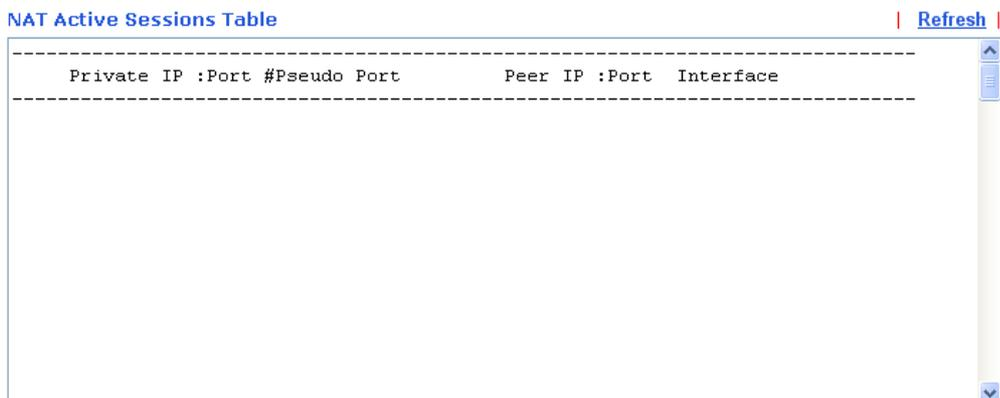 NAT Active Sessions Table | Refresh |
--------------------------------------------------------------------------------
Private IP :Port #Pseudo Port Peer IP :Port Interface
--------------------------------------------------------------------------------